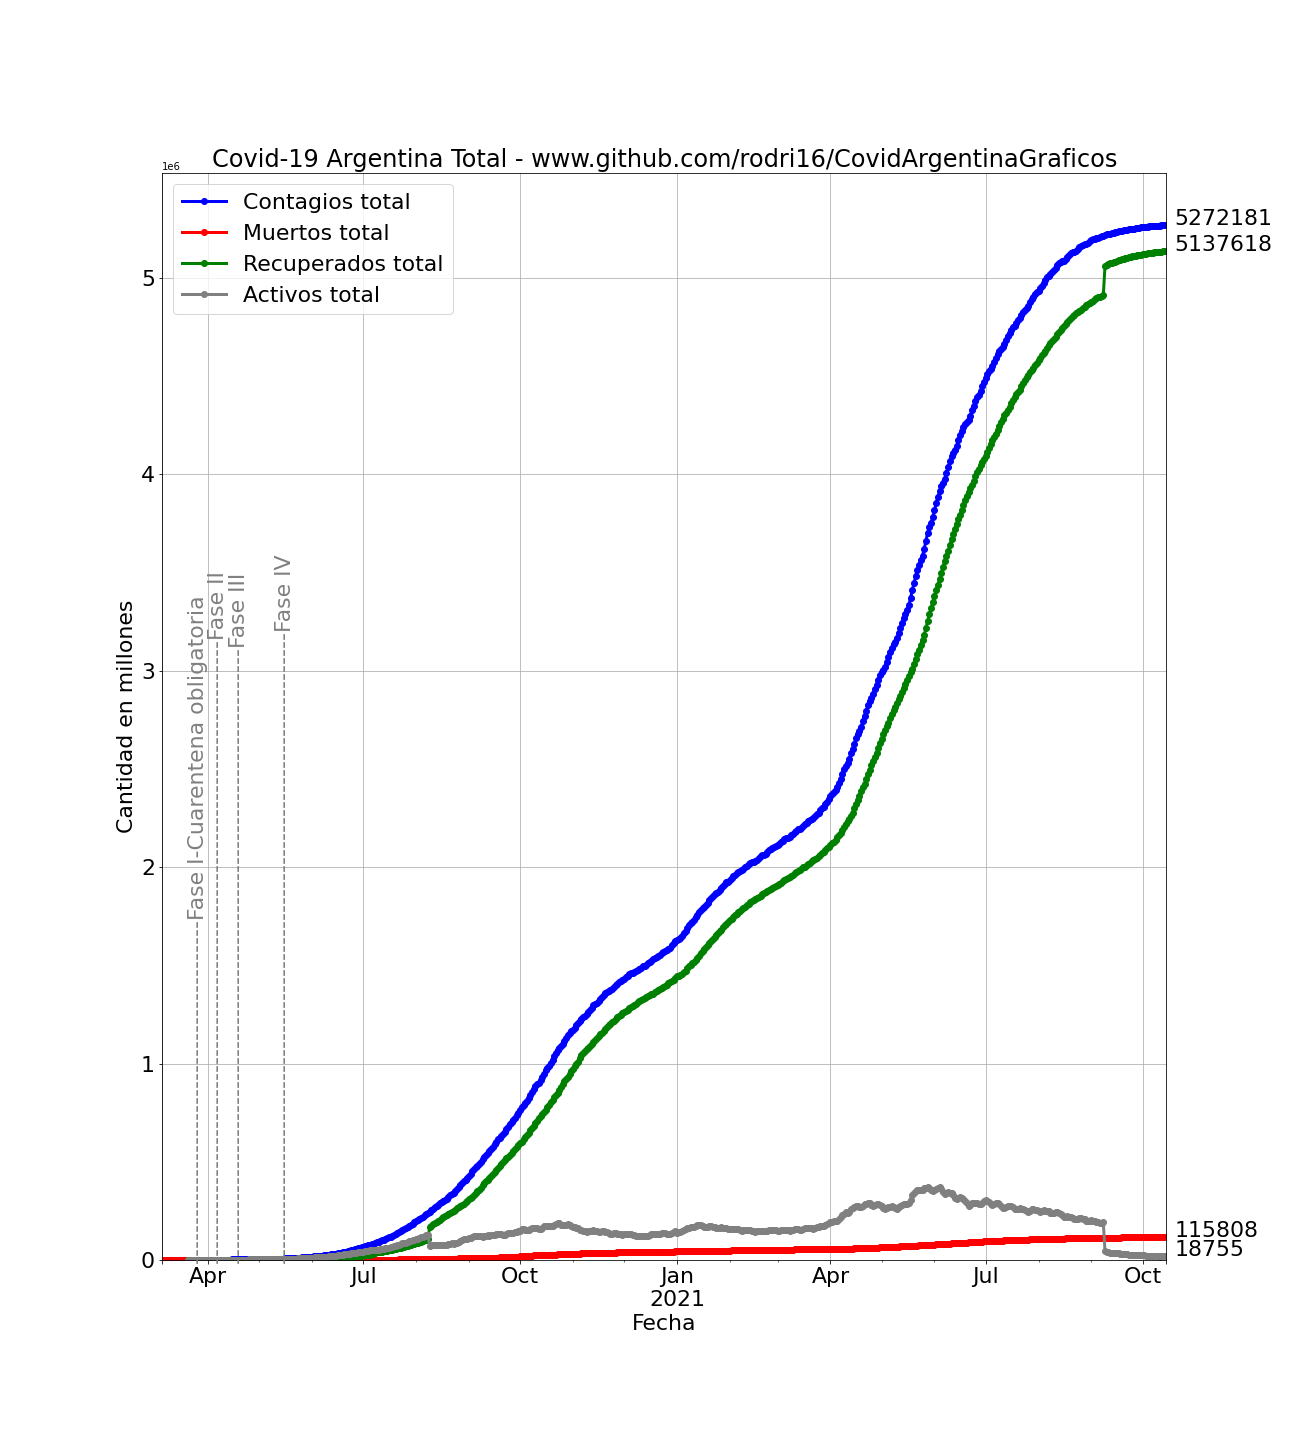 Covid-19 Argentina Total - www.github.com/rodri16/CovidArgentinaGraficos
1e6
Contagios total
Muertos total
Recuperados total
Activos total
5272181
5137618
115808
18755
5
4
3
2
1
0
Cantidad en millones
Fase I-Cuarentena obligatoria
Fase II
Fase III
Fase IV
Apr
Jul
Oct
Jan
2021
Apr
Jul
Oct
Fecha